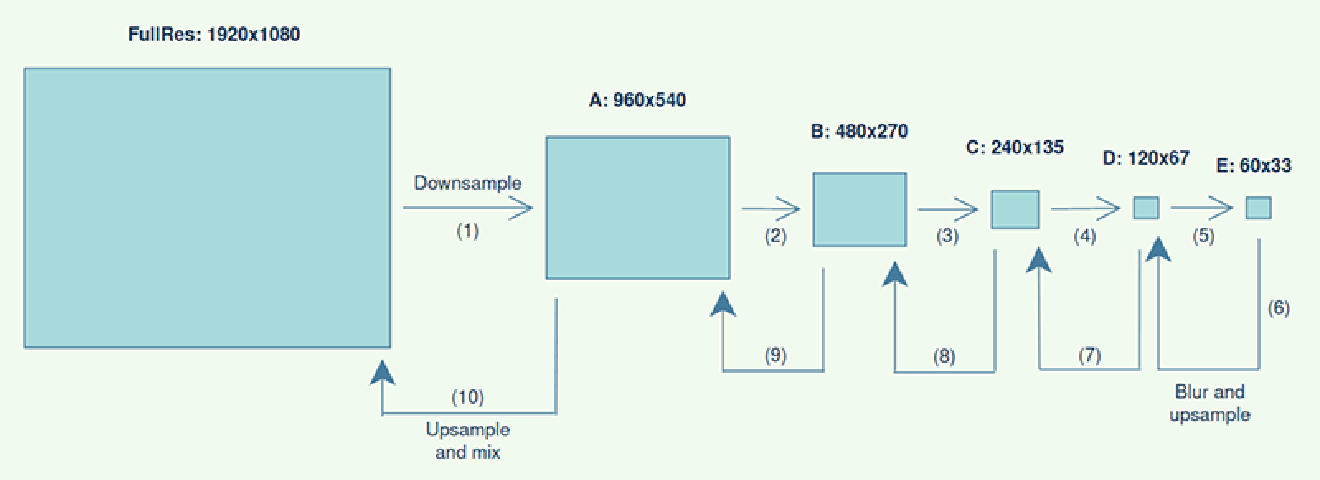 FullRes: 1920x1080
A: 960x540
B: 480x270
C: 240x135
D: 120x67
E: 60x33
Downsample
(1)
(2)
(3)
(4)
(5)
(6)
(7)
(8)
(9)
(10)
Blur and
upsample
Upsample
and mix